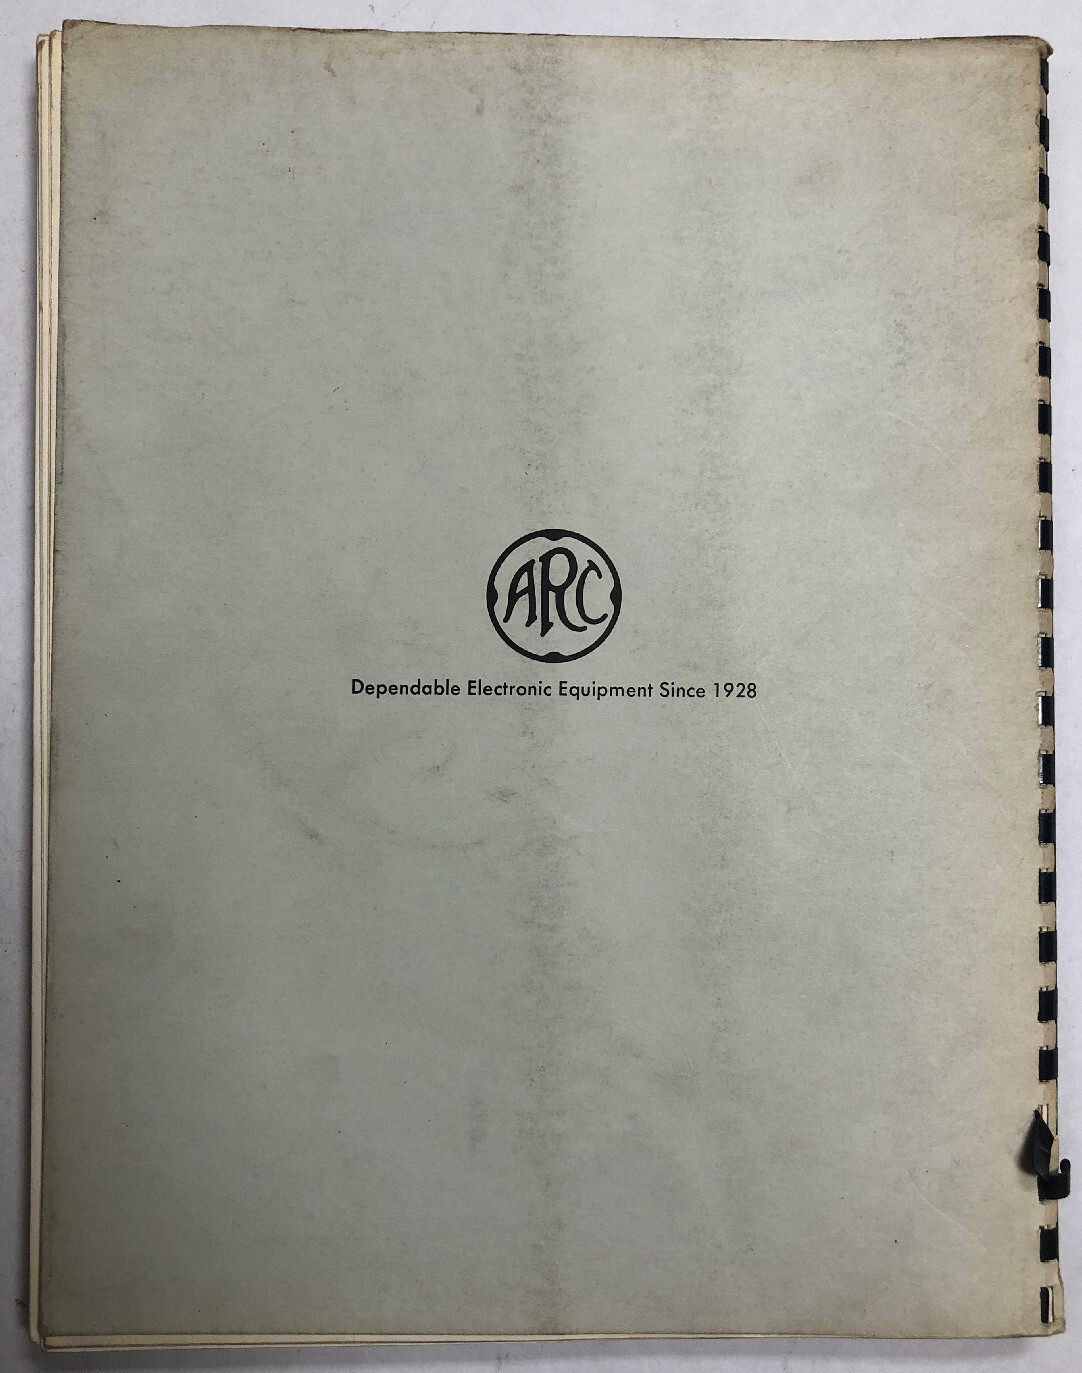 ARC
Dependable Electronic Equipment Since 1928